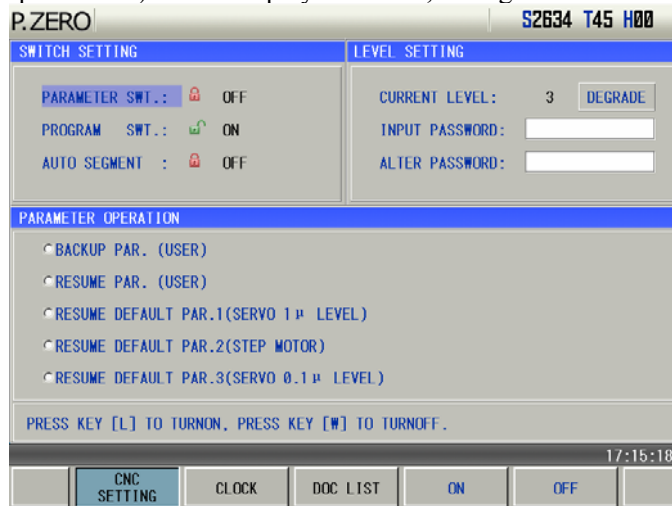 P.ZERO S2634 T45 H00
SWITCH SETTING
PARAMETER SWT.: OFF
PROGRAM SWT.: ON
AUTO SEGMENT : OFF
LEVEL SETTING
CURRENT LEVEL: 3 DEGRADE
INPUT PASSWORD:
ALTER PASSWORD:
PARAMETER OPERATION
BACKUP PAR. (USER)
RESUME PAR. (USER)
RESUME DEFAULT PAR.1(SERVO 1μ LEVEL)
RESUME DEFAULT PAR.2(STEP MOTOR)
RESUME DEFAULT PAR.3(SERVO 0.1μ LEVEL)
PRESS KEY [L] TO TURNON, PRESS KEY [W] TO TURNOFF.
17:15:18
CNC
SETTING
CLOCK
DOC LIST
ON
OFF